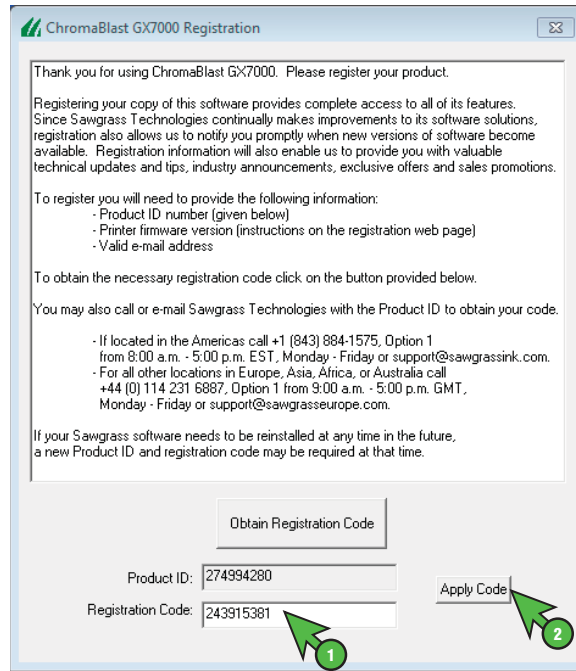 ChromaBlast GX7000 Registration
Thank you for using ChromaBlast GX7000.  Please register your product.
Registering your copy of this software provides complete access to all of its features.
Since Sawgrass Technologies continually makes improvements to its software solutions,
registration also allows us to notify you promptly when new versions of software become
available.  Registration information will also enable us to provide you with valuable
technical updates and tips, industry announcements, exclusive offers and sales promotions.
To register you will need to provide the following information:
- Product ID number (given below)
- Printer firmware version (instructions on the registration web page)
- Valid e-mail address
To obtain the necessary registration code click on the button provided below.
You may also call or e-mail Sawgrass Technologies with the Product ID to obtain your code.
- If located in the Americas call +1 (843) 884-1575, Option 1
from 8:00 a.m. - 5:00 p.m. EST, Monday - Friday or support@sawgrassink.com.
- For all other locations in Europe, Asia, Africa, or Australia call
+44 (0) 114 231 6887, Option 1 from 9:00 a.m. - 5:00 p.m. GMT,
Monday - Friday or support@sawgrasseurope.com.
If your Sawgrass software needs to be reinstalled at any time in the future,
a new Product ID and registration code may be required at that time.
Obtain Registration Code
Product ID: 274994280
Apply Code
Registration Code: 243915381
1
2